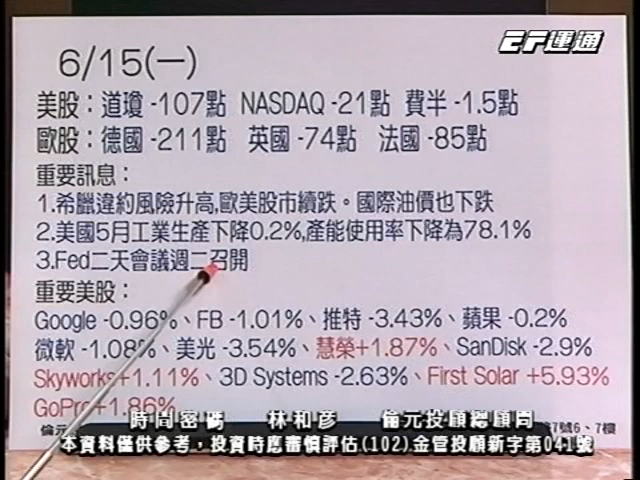 EF運通
6/15(一)
美股：道瓊 -107點 NASDAQ -21點 費半 -1.5點
歐股：德國 -211點 英國 -74點 法國 -85點
重要訊息：
1.希臘違約風險升高,歐美股市續跌。國際油價也下跌
2.美國5月工業生產下降0.2%,產能使用率下降為78.1%
3.Fed二天會議週二召開
重要美股：
Google -0.96%、FB -1.01%、推特 -3.43%、蘋果 -0.2%
微軟 -1.08%、美光 -3.54%、慧榮+1.87%、SanDisk -2.9%
Skyworks+1.11%、3D Systems -2.63%、First Solar +5.93%
GoPro+1.86%
時間密碼 林和彥 倫元投顧總顧問
倫元 7號6、7樓
本資料僅供參考，投資時應審慎評估(102)金管投顧新字第041號